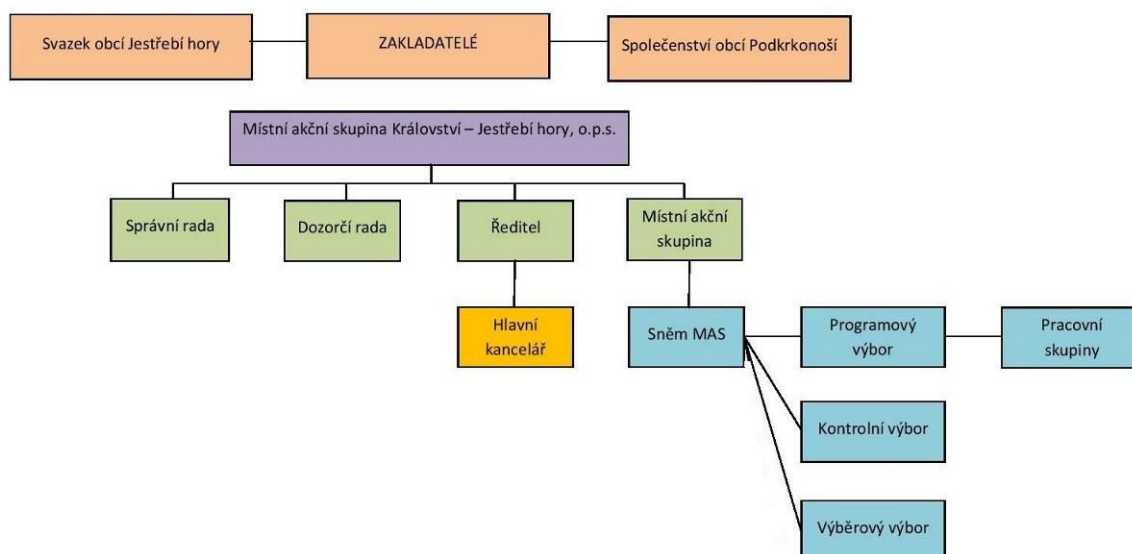 Svazek obcí Jestřebí hory
ZAKLADATELÉ
Společenství obcí Podkrkonoší
Místní akční skupina Království – Jestřebí hory, o.p.s.
Správní rada
Dozorčí rada
Ředitel
Místní akční
skupina
Hlavní
kancelář
Sněm MAS
Programový
výbor
Pracovní
skupiny
Kontrolní výbor
Výběrový výbor